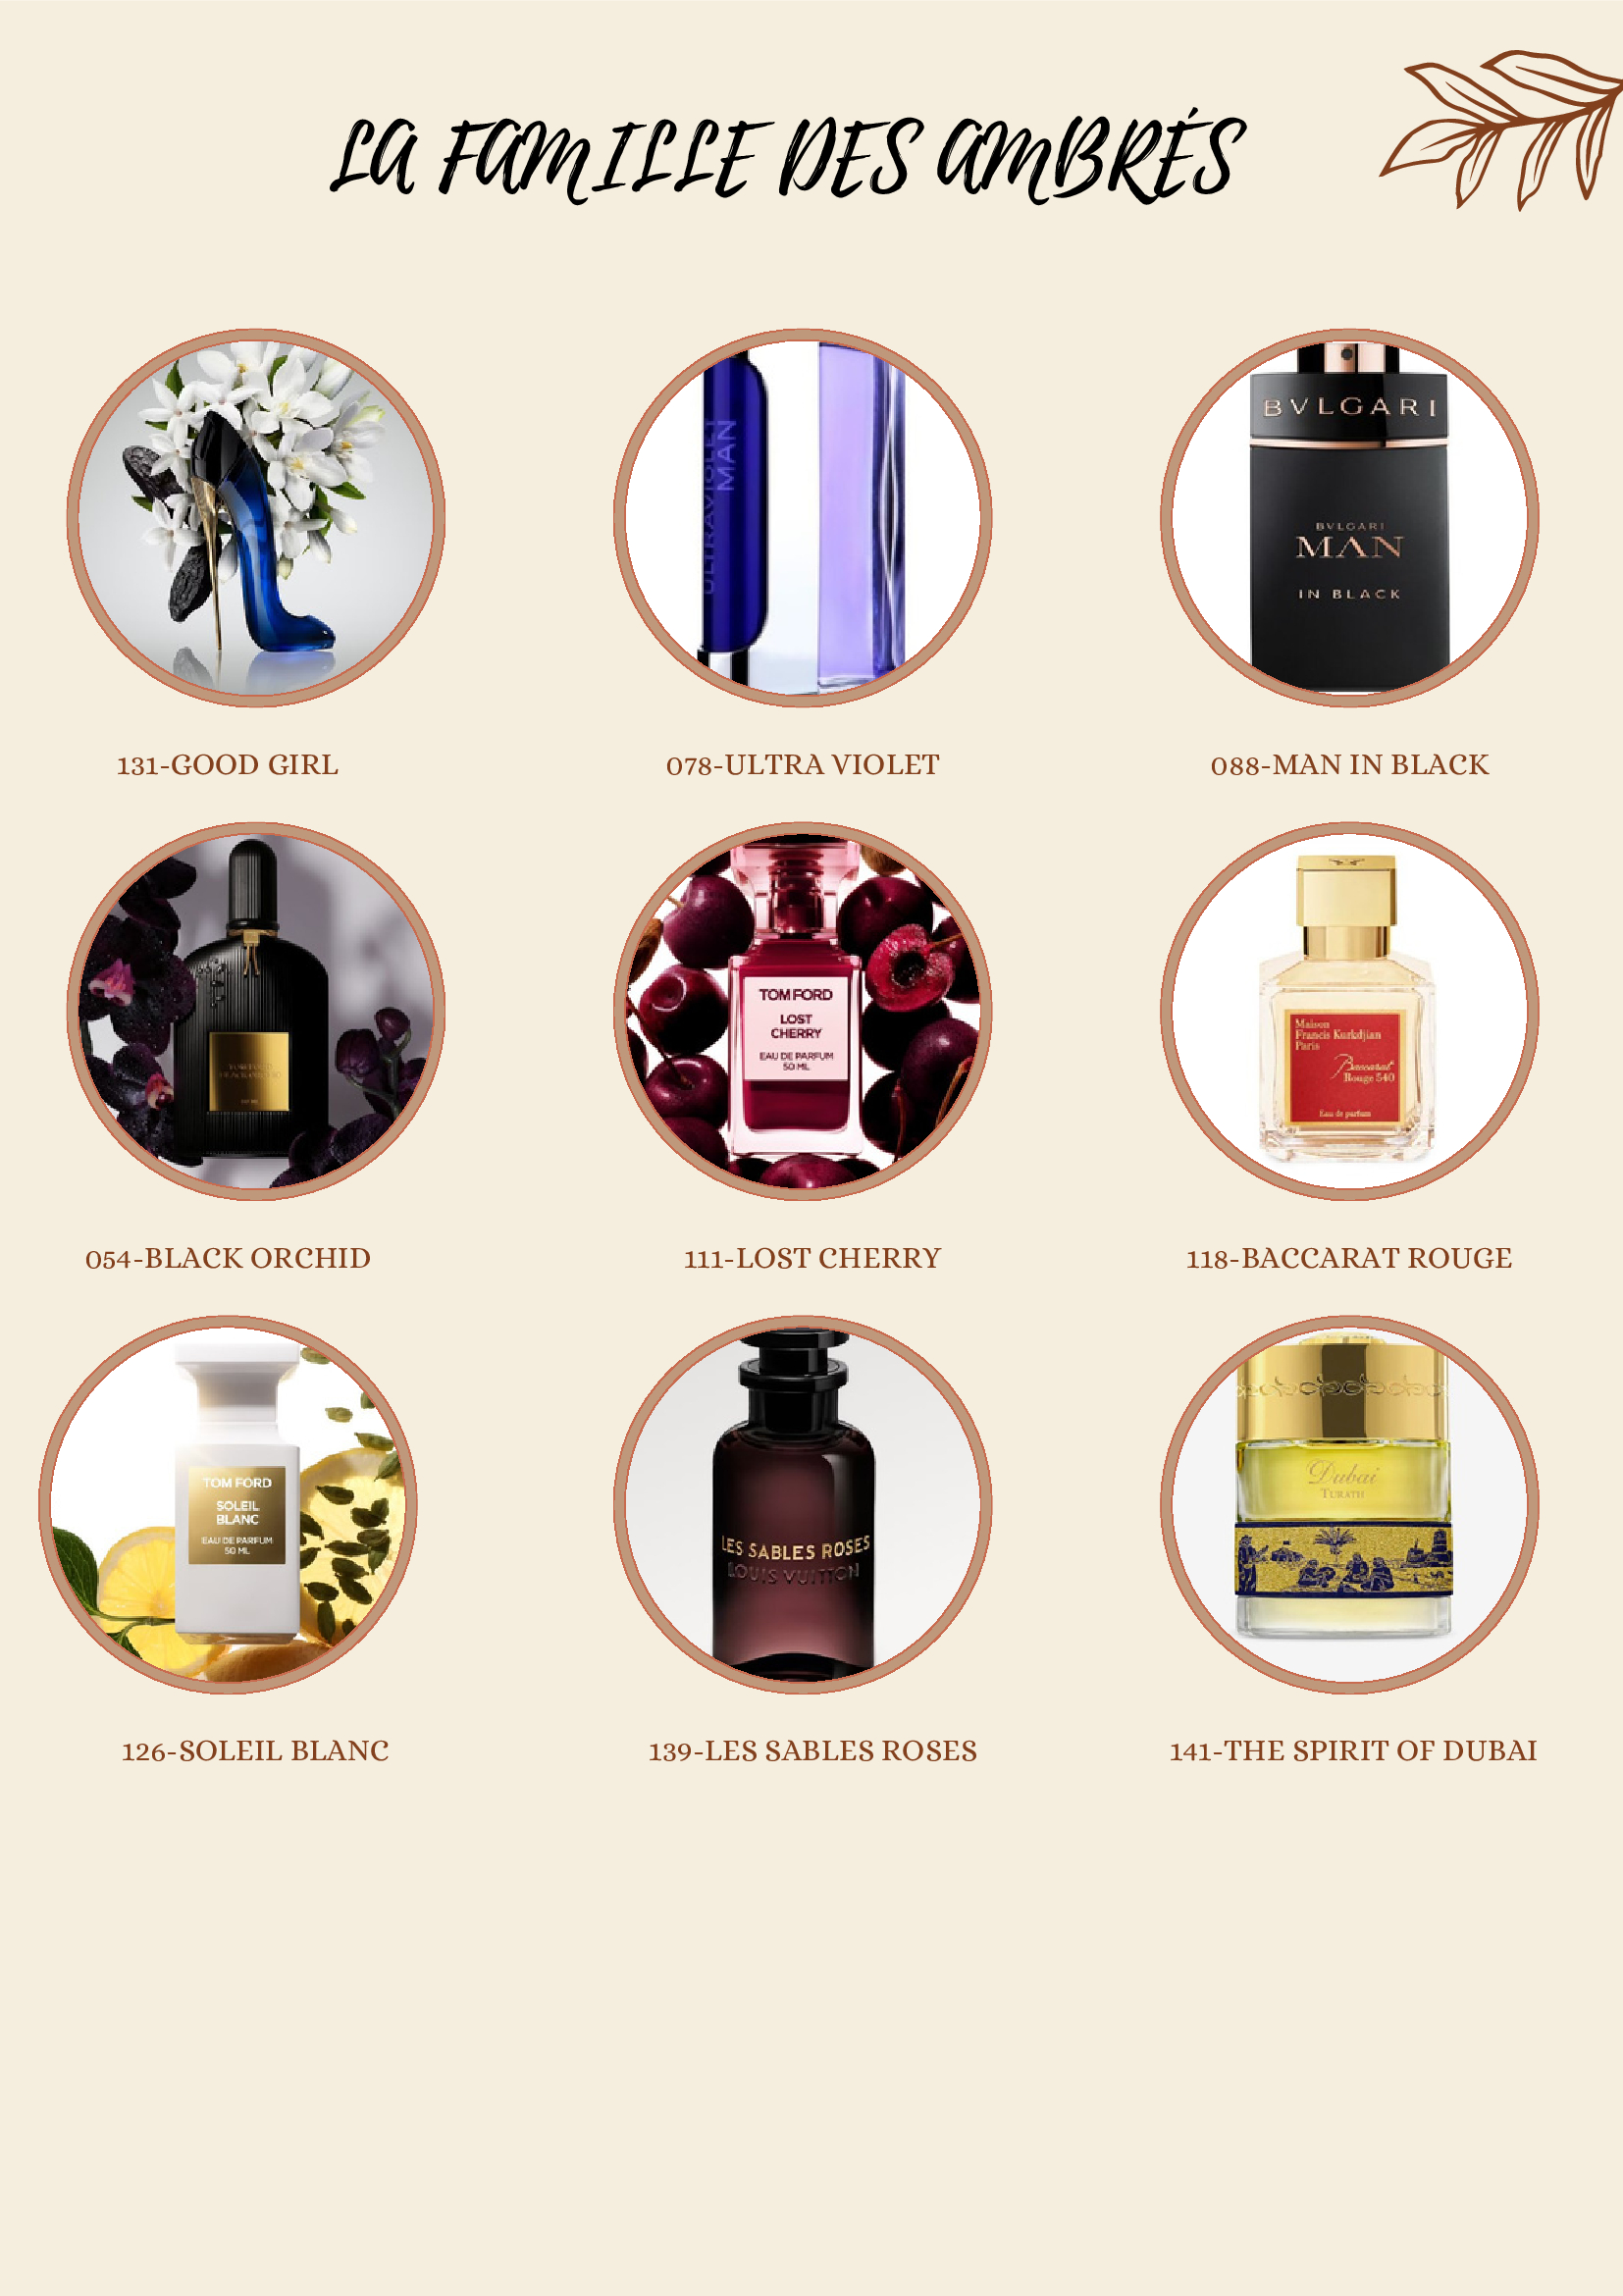 LA FAMILLE DES AMBRÉS
ULTRAVIOLET
MAN
BVLGARI
BVLGARI
MAN
IN BLACK
131-GOOD GIRL
078-ULTRA VIOLET
088-MAN IN BLACK
TOM FORD
BLACK ORCHID
TOM FORD
LOST
CHERRY
EAU DE PARFUM
50 ML
Maison
Francis Kurkdjian
Paris
Baccarat
Rouge 540
Eau de parfum
054-BLACK ORCHID
111-LOST CHERRY
118-BACCARAT ROUGE
TOM FORD
SOLEIL
BLANC
EAU DE PARFUM
50 ML
LES SABLES ROSES
LOUIS VUITTON
Dubai
TURATH
126-SOLEIL BLANC
139-LES SABLES ROSES
141-THE SPIRIT OF DUBAI